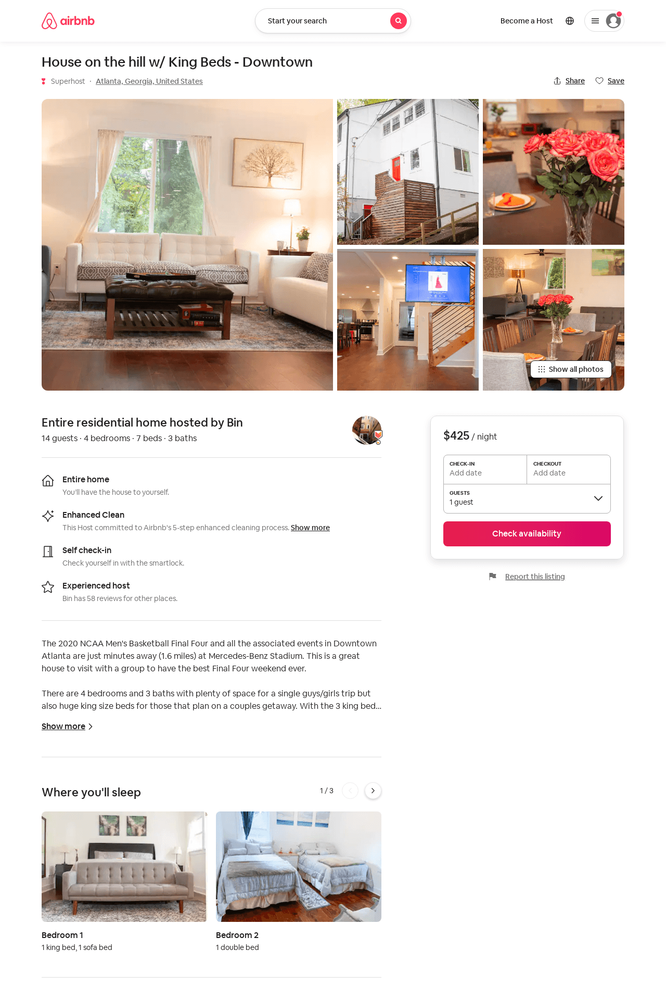 airbnb
Start your search
Become a Host
House on the hill w/ King Beds - Downtown
Superhost · Atlanta, Georgia, United States
Share
Save
Show all photos
Entire residential home hosted by Bin
14 guests · 4 bedrooms · 7 beds · 3 baths
$425 / night
CHECK-IN
Add date
CHECKOUT
Add date
GUESTS
1 guest
Check availability
Report this listing
Entire home
You’ll have the house to yourself.
Enhanced Clean
This Host committed to Airbnb's 5-step enhanced cleaning process. Show more
Self check-in
Check yourself in with the smartlock.
Experienced host
Bin has 58 reviews for other places.
The 2020 NCAA Men's Basketball Final Four and all the associated events in Downtown
Atlanta are just minutes away (1.6 miles) at Mercedes-Benz Stadium. This is a great
house to visit with a group to have the best Final Four weekend ever.
There are 4 bedrooms and 3 baths with plenty of space for a single guys/girls trip but
also huge king size beds for those that plan on a couples getaway. With the 3 king bed...
Show more
Where you'll sleep
1 / 3
Bedroom 1
1 king bed, 1 sofa bed
Bedroom 2
1 double bed